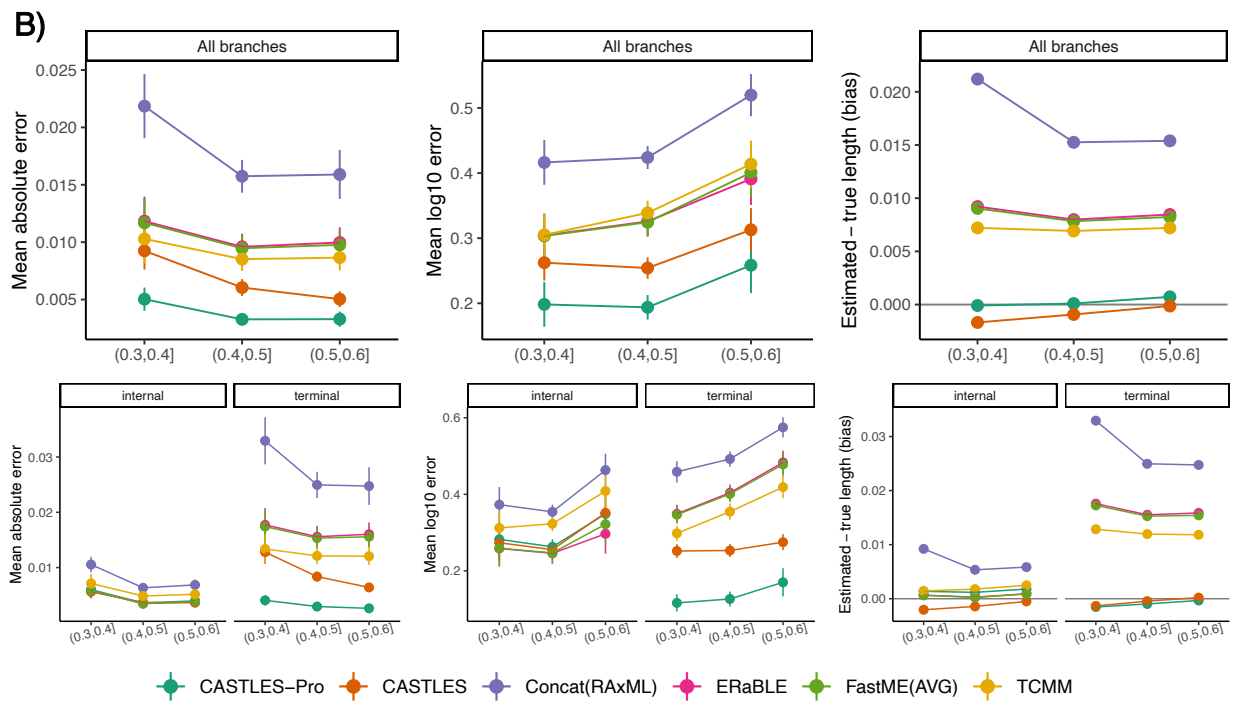 B)
All branches
All branches
All branches
Mean absolute error
0.025
0.020
0.015
0.010
0.005
(0.3,0.4]
(0.4,0.5]
(0.5,0.6]
Mean log10 error
0.5
0.4
0.3
0.2
(0.3,0.4]
(0.4,0.5]
(0.5,0.6]
Estimated − true length (bias)
0.020
0.015
0.010
0.005
0.000
(0.3,0.4]
(0.4,0.5]
(0.5,0.6]
internal
terminal
Mean absolute error
0.03
0.02
0.01
(0.3,0.4]
(0.4,0.5]
(0.5,0.6]
(0.3,0.4]
(0.4,0.5]
(0.5,0.6]
internal
terminal
Mean log10 error
0.6
0.4
0.2
(0.3,0.4]
(0.4,0.5]
(0.5,0.6]
(0.3,0.4]
(0.4,0.5]
(0.5,0.6]
internal
terminal
Estimated − true length (bias)
0.03
0.02
0.01
0.00
(0.3,0.4]
(0.4,0.5]
(0.5,0.6]
(0.3,0.4]
(0.4,0.5]
(0.5,0.6]
CASTLES−Pro
CASTLES
Concat(RAxML)
ERaBLE
FastME(AVG)
TCMM